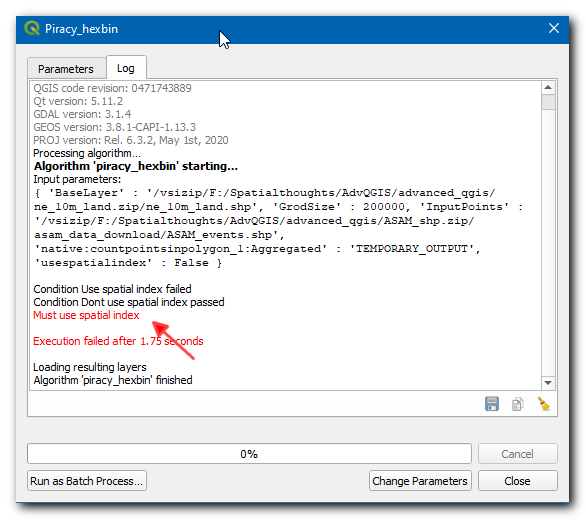 Piracy_hexbin
Parameters
Log
QGIS code revision: 0471743889
Qt version: 5.11.2
GDAL version: 3.1.4
GEOS version: 3.8.1-CAPI-1.13.3
PROJ version: Rel. 6.3.2, May 1st, 2020
Processing algorithm…
Algorithm 'piracy_hexbin' starting…
Input parameters:
{ 'BaseLayer' : '/vsizip/F:/Spatialthoughts/AdvQGIS/advanced_qgis/
ne_10m_land.zip/ne_10m_land.shp', 'GrodSize' : 200000, 'InputPoints' :
'/vsizip/F:/Spatialthoughts/AdvQGIS/advanced_qgis/ASAM_shp.zip/
asam_data_download/ASAM_events.shp',
'native:countpointsinpolygon_1:Aggregated' : 'TEMPORARY_OUTPUT',
'usespatialindex' : False }
Condition Use spatial index failed
Condition Dont use spatial index passed
Must use spatial index
Execution failed after 1.75 seconds
Loading resulting layers
Algorithm 'piracy_hexbin' finished
0%
Cancel
Run as Batch Process…
Change Parameters
Close